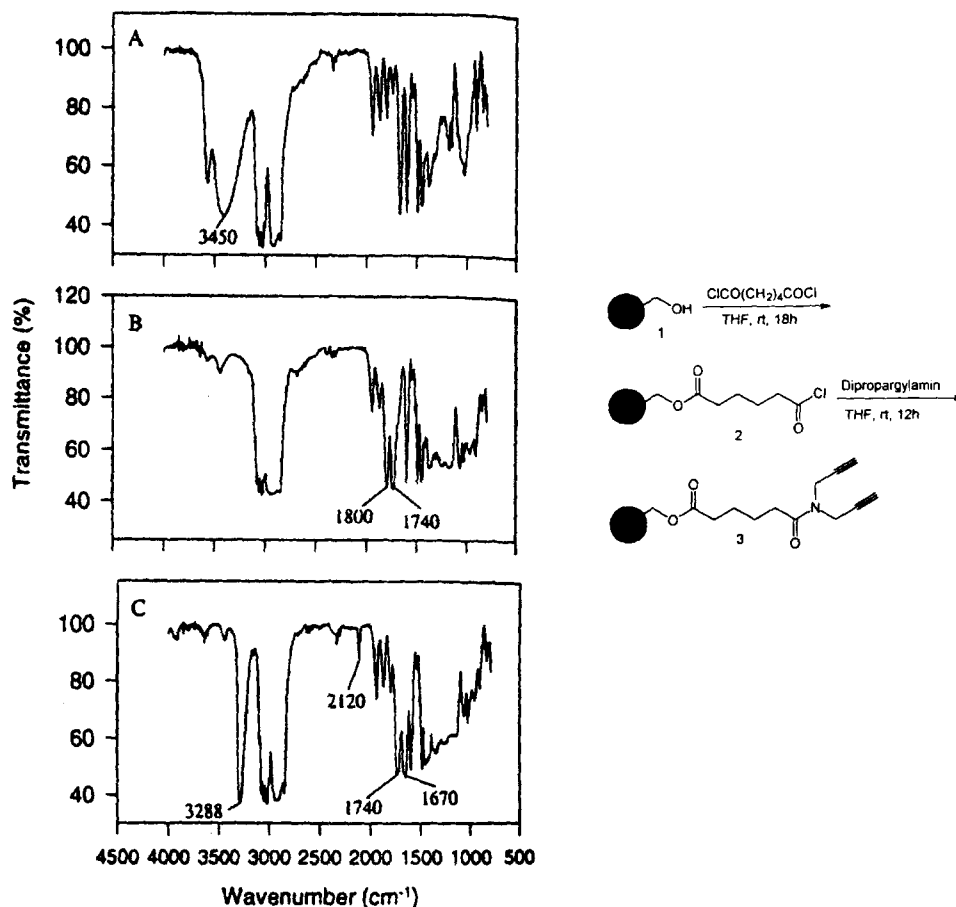 A
100
80
60
40
3450
120
B
100
80
60
40
1800
1740
C
100
80
60
40
2120
3288
1740
1670
4500 4000 3500 3000 2500 2000 1500 1000 500
Wavenumber (cm⁻¹)
Transmittance (%)
OH
1
ClCO(CH₂)₄COCl
THF, rt, 18h
O
O
Cl
O
2
Dipropargylamin
THF, rt, 12h
O
O
N
O
3